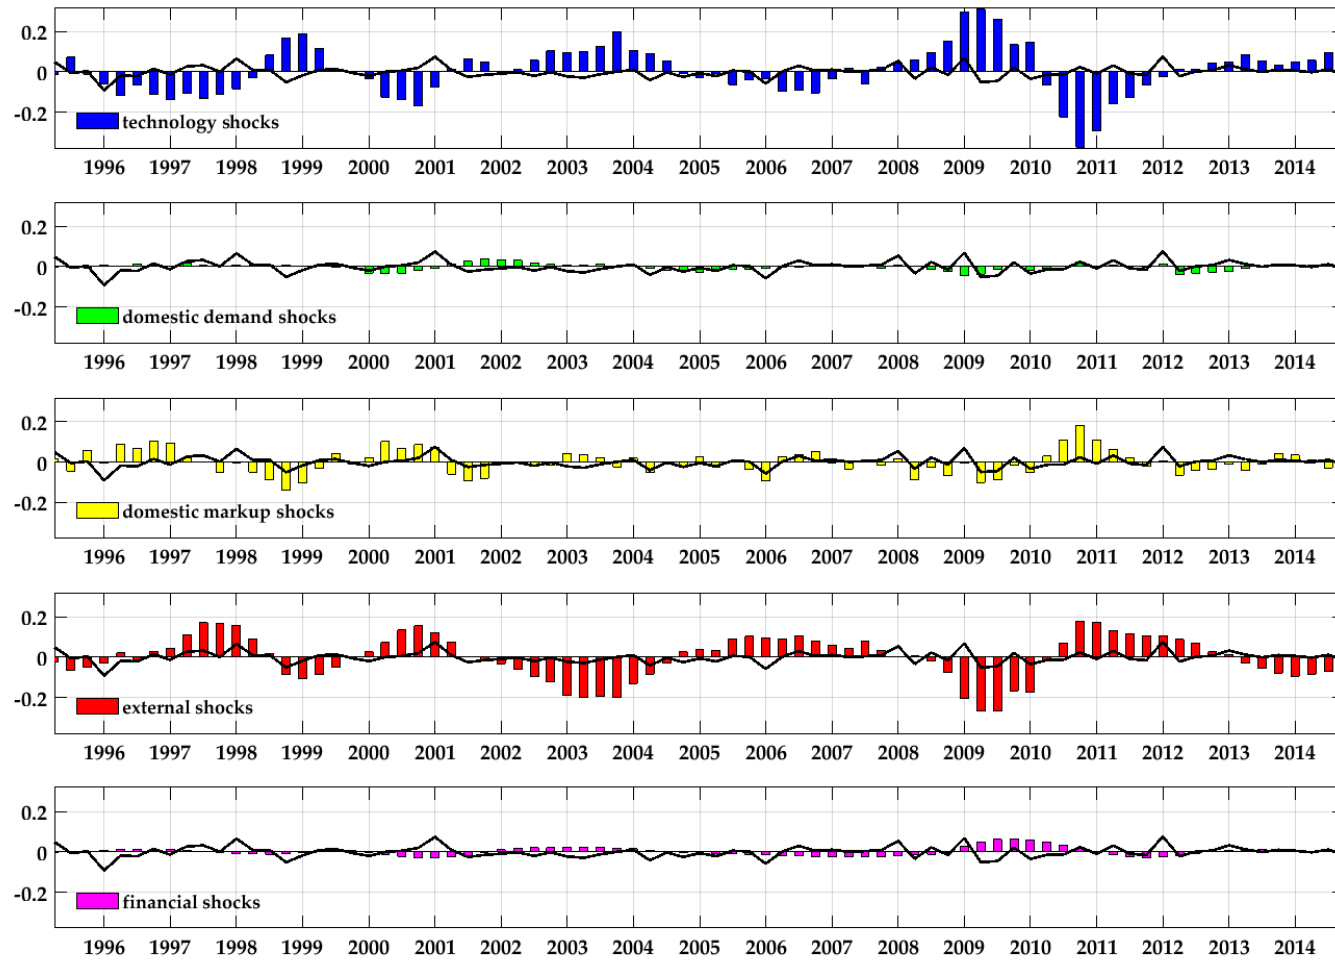 0.2
0
-0.2
technology shocks
1996 1997 1998 1999 2000 2001 2002 2003 2004 2005 2006 2007 2008 2009 2010 2011 2012 2013 2014
0.2
0
-0.2
domestic demand shocks
1996 1997 1998 1999 2000 2001 2002 2003 2004 2005 2006 2007 2008 2009 2010 2011 2012 2013 2014
0.2
0
-0.2
domestic markup shocks
1996 1997 1998 1999 2000 2001 2002 2003 2004 2005 2006 2007 2008 2009 2010 2011 2012 2013 2014
0.2
0
-0.2
external shocks
1996 1997 1998 1999 2000 2001 2002 2003 2004 2005 2006 2007 2008 2009 2010 2011 2012 2013 2014
0.2
0
-0.2
financial shocks
1996 1997 1998 1999 2000 2001 2002 2003 2004 2005 2006 2007 2008 2009 2010 2011 2012 2013 2014